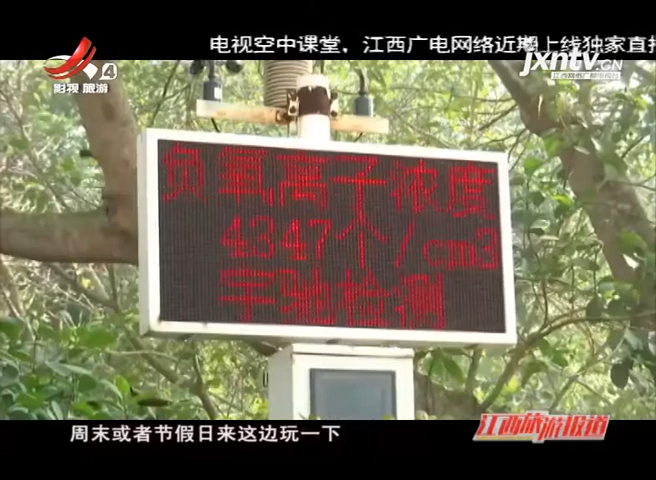 电视空中课堂，江西广电网络近期上线独家直播
4
影视 旅游
jxntv.CN
负氧离子浓度
4347个/cm3
宇驰检测
江西旅游报道
周末或者节假日来这边玩一下